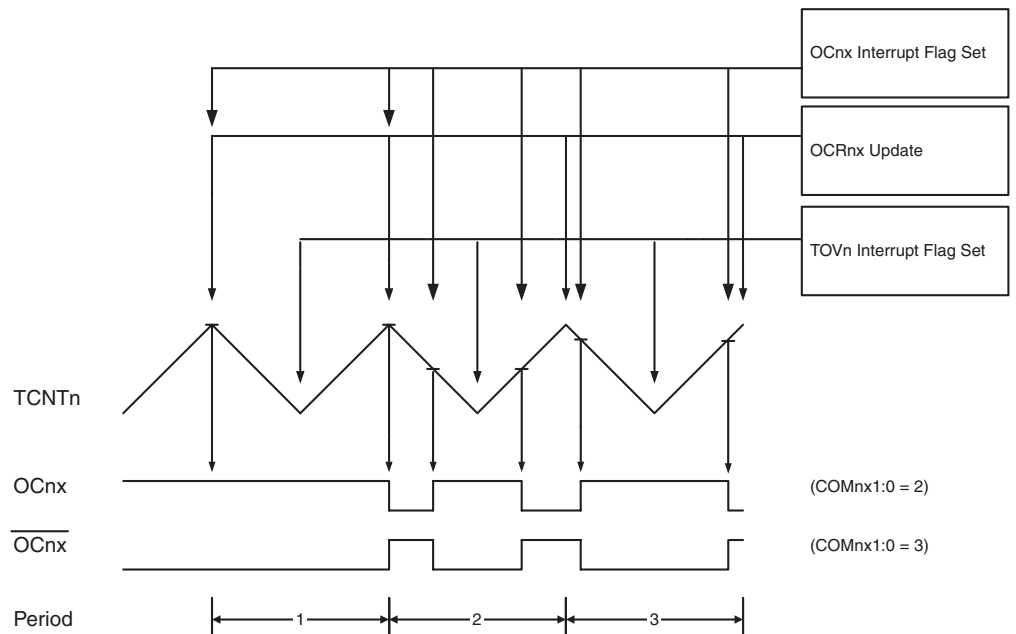 OCnx Interrupt Flag Set
OCRnx Update
TOVn Interrupt Flag Set
TCNTn
OCnx
(COMnx1:0 = 2)
OCnx
(COMnx1:0 = 3)
Period
1
2
3